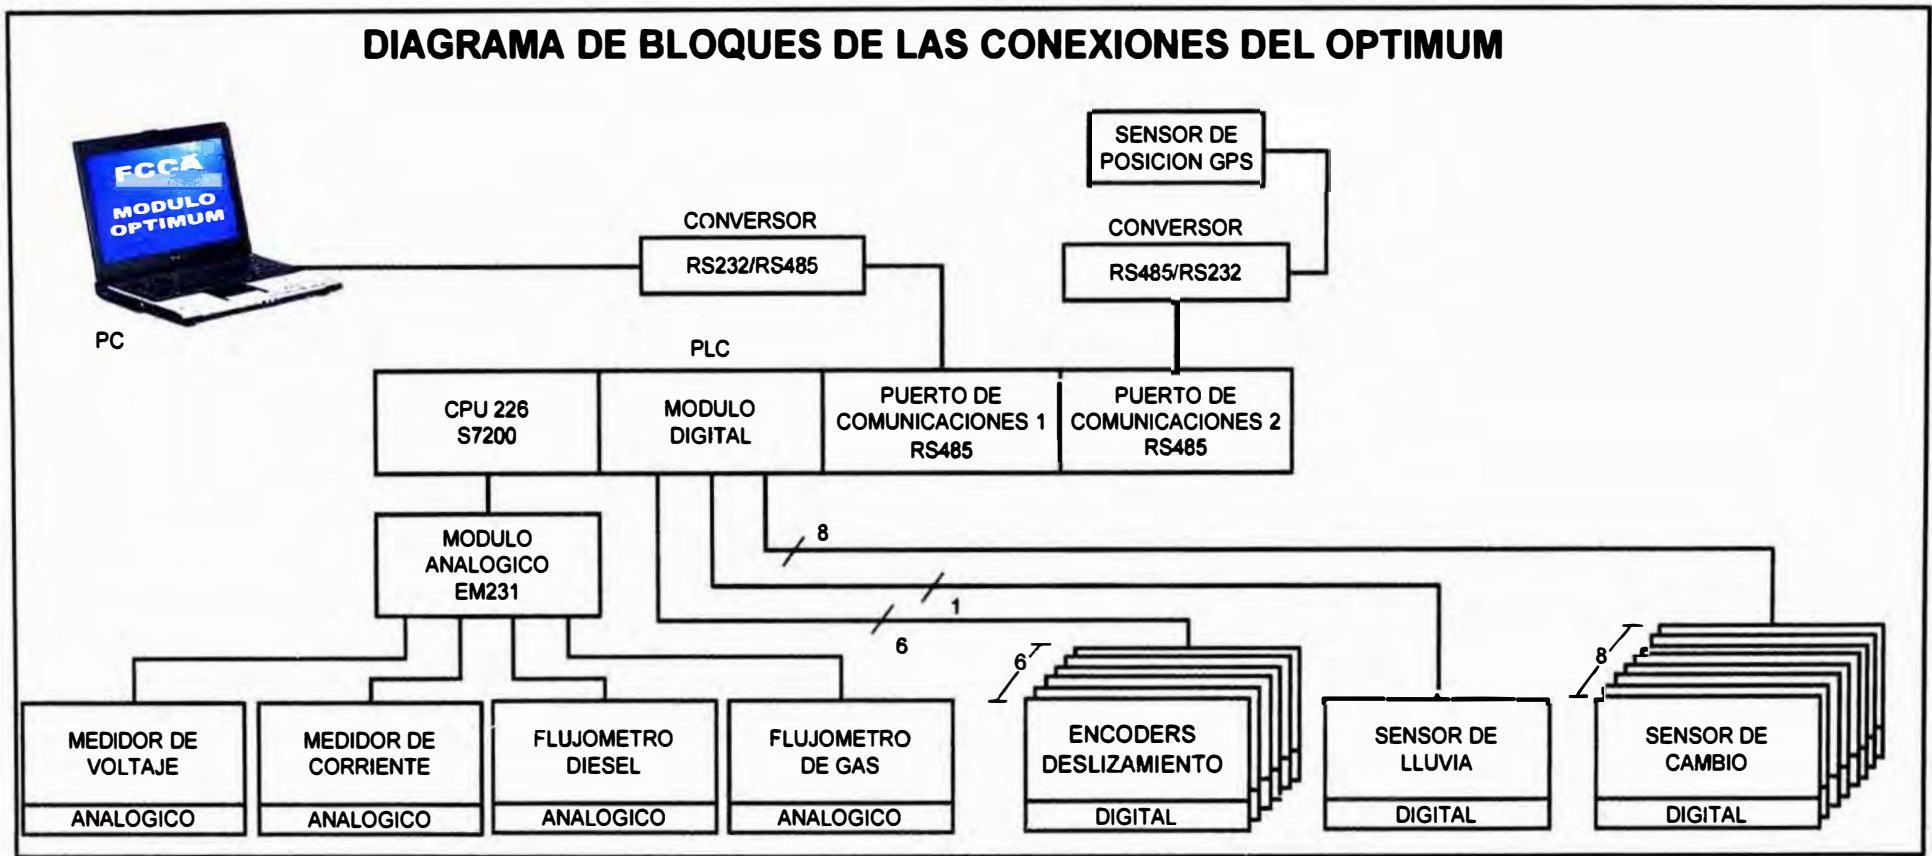 DIAGRAMA DE BLOQUES DE LAS CONEXIONES DEL OPTIMUM
SENSOR DE
POSICION GPS
FCCA
MODULO
OPTIMUM
CONVERSOR
RS232/RS485
CONVERSOR
RS485/RS232
PC
PLC
CPU 226
S7200
MODULO
DIGITAL
PUERTO DE
COMUNICACIONES 1
RS485
PUERTO DE
COMUNICACIONES 2
RS485
MODULO
ANALOGICO
EM231
8
1
6
6
8
MEDIDOR DE
VOLTAJE
ANALOGICO
MEDIDOR DE
CORRIENTE
ANALOGICO
FLUJOMETRO
DIESEL
ANALOGICO
FLUJOMETRO
DE GAS
ANALOGICO
ENCODERS
DESLIZAMIENTO
DIGITAL
SENSOR DE
LLUVIA
DIGITAL
SENSOR DE
CAMBIO
DIGITAL